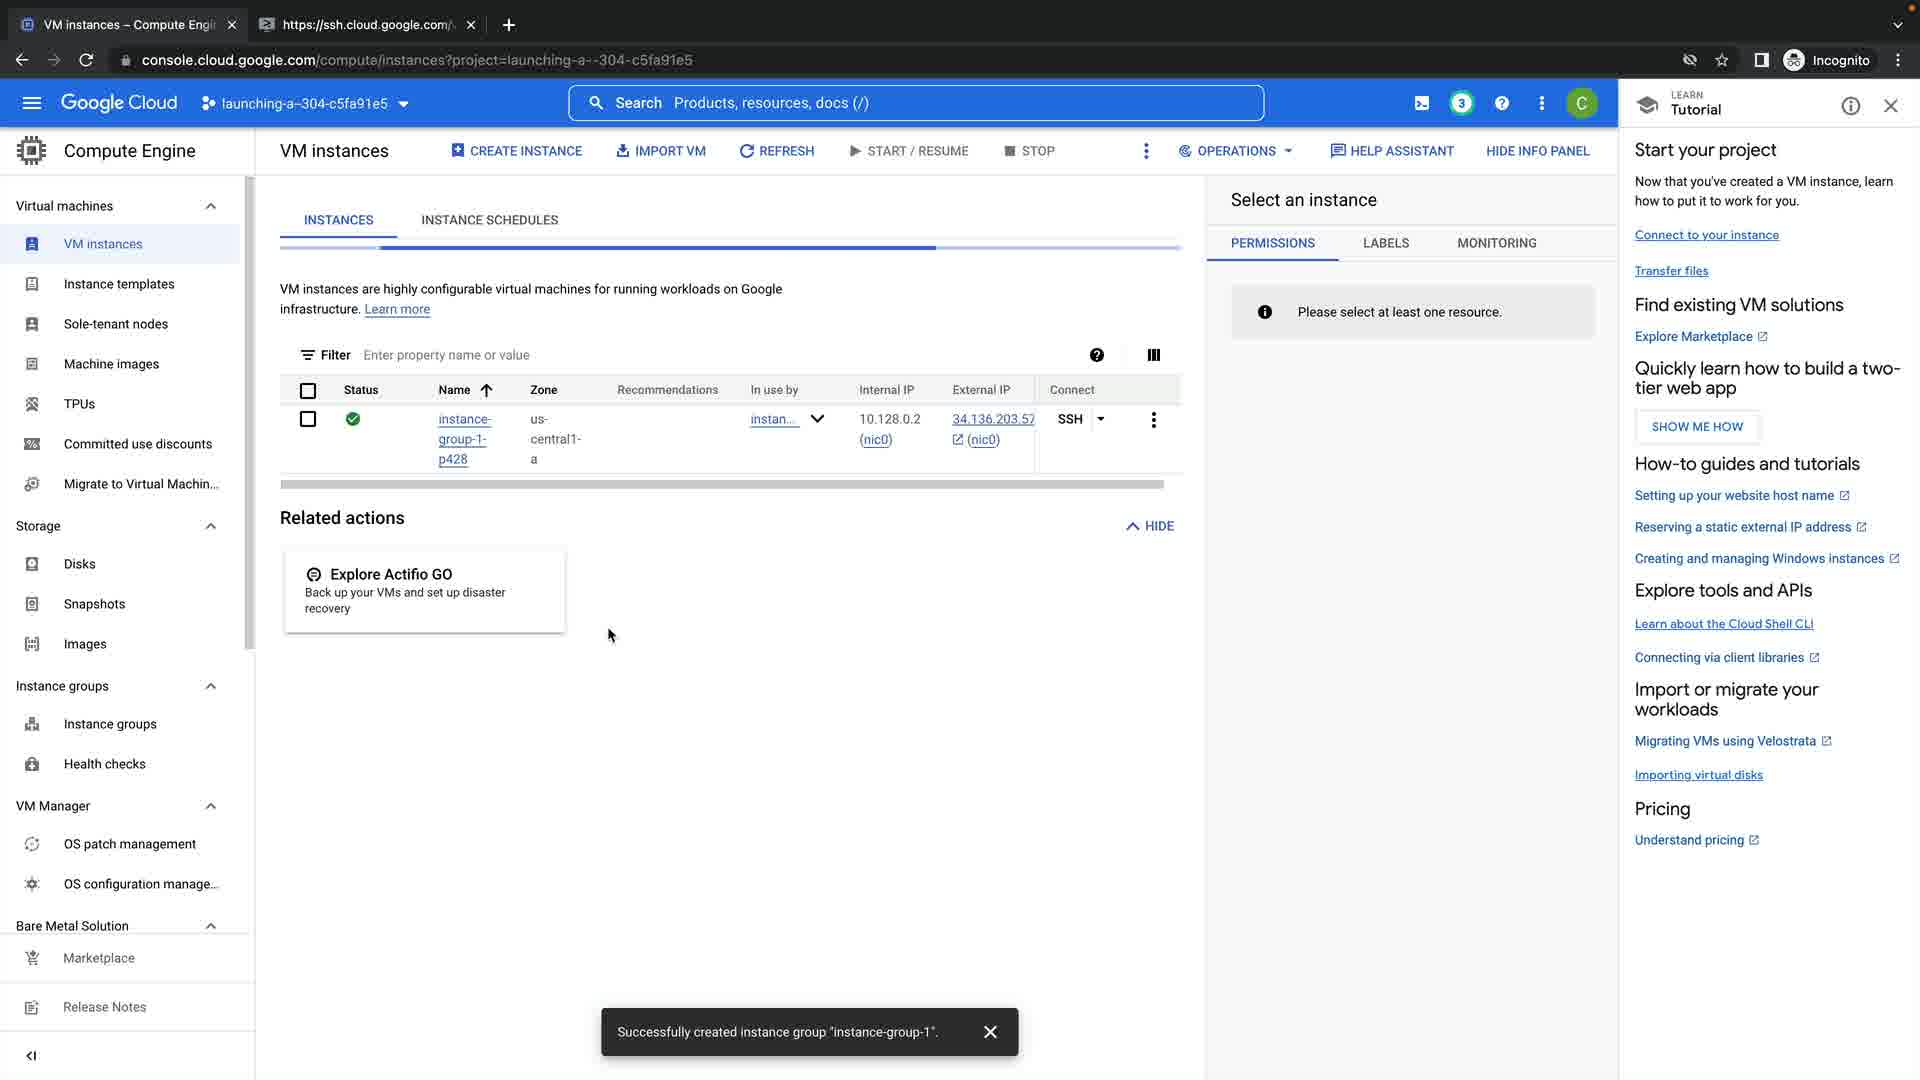 VM instances – Compute Engi
https://ssh.cloud.google.com/
console.cloud.google.com/compute/instances?project=launching-a--304-c5fa91e5
Incognito
Google Cloud
launching-a--304-c5fa91e5
Search Products, resources, docs (/)
3
C
LEARN
Tutorial
Compute Engine
VM instances
CREATE INSTANCE
IMPORT VM
REFRESH
START / RESUME
STOP
OPERATIONS
HELP ASSISTANT
HIDE INFO PANEL
Virtual machines
VM instances
Instance templates
Sole-tenant nodes
Machine images
TPUs
Committed use discounts
Migrate to Virtual Machin...
Storage
Disks
Snapshots
Images
Instance groups
Instance groups
Health checks
VM Manager
OS patch management
OS configuration manage...
Bare Metal Solution
Marketplace
Release Notes
INSTANCES
INSTANCE SCHEDULES
VM instances are highly configurable virtual machines for running workloads on Google
infrastructure. Learn more
Filter Enter property name or value
Status Name Zone Recommendations In use by Internal IP External IP Connect
instance- us- instan... 10.128.0.2 34.136.203.57 SSH
group-1- central1- (nic0) (nic0)
p428 a
Related actions
HIDE
Explore Actifio GO
Back up your VMs and set up disaster
recovery
Successfully created instance group "instance-group-1".
Select an instance
PERMISSIONS
LABELS
MONITORING
Please select at least one resource.
Start your project
Now that you've created a VM instance, learn
how to put it to work for you.
Connect to your instance
Transfer files
Find existing VM solutions
Explore Marketplace
Quickly learn how to build a two-
tier web app
SHOW ME HOW
How-to guides and tutorials
Setting up your website host name
Reserving a static external IP address
Creating and managing Windows instances
Explore tools and APIs
Learn about the Cloud Shell CLI
Connecting via client libraries
Import or migrate your
workloads
Migrating VMs using Velostrata
Importing virtual disks
Pricing
Understand pricing